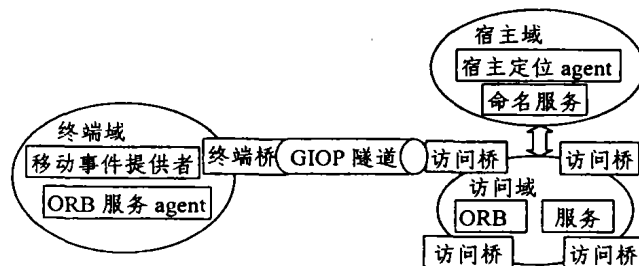 宿主域
宿主定位 agent
命名服务
终端域
移动事件提供者
终端桥
GIOP 隧道
访问桥
访问桥
ORB 服务 agent
访问域
ORB
服务
访问桥
访问桥